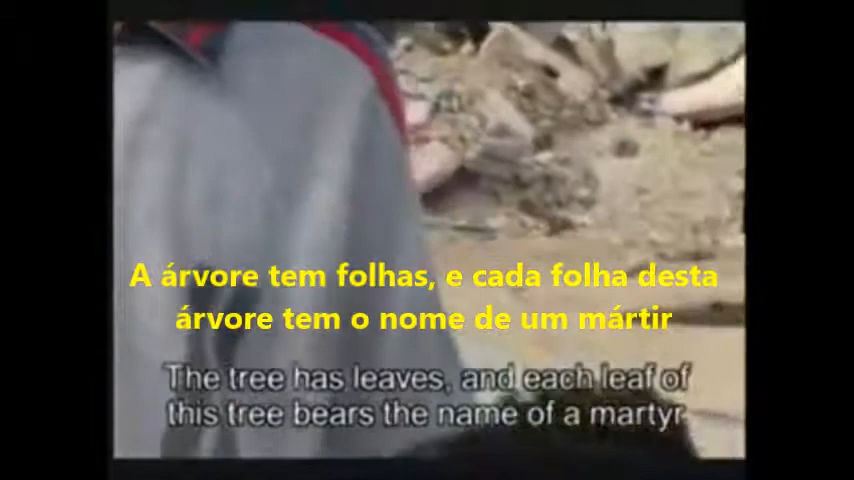 A árvore tem folhas, e cada folha desta
árvore tem o nome de um mártir
The tree has leaves, and each leaf of
this tree bears the name of a martyr